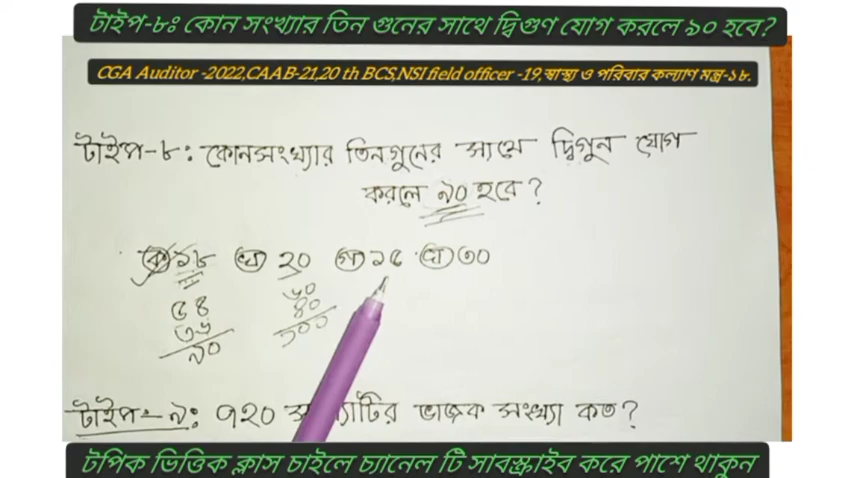 টাইপ-৮ঃ কোন সংখ্যার তিন গুনের সাথে দ্বিগুণ যোগ করলে ৯০ হবে?
CGA Auditor -2022,CAAB-21,20 th BCS,NSI field officer -19,স্বাস্থ্য ও পরিবার কল্যাণ মন্ত্র-১৮.
টাইপ-৮ঃ কোনসংখ্যার তিনগুনের সাথে দ্বিগুন যোগ
করলে ৯০ হবে?
ক ১৮ খ ২০ গ ১৫ ঘ ৩০
৫৪ ৬০
৩৬ ৪০
৯০ ১০০
টাইপ-৯ঃ ৭২০ সংখ্যাটির ভাজক সংখ্যা কত?
টপিক ভিত্তিক ক্লাস চাইলে চ্যানেল টি সাবস্ক্রাইব করে পাশে থাকুন